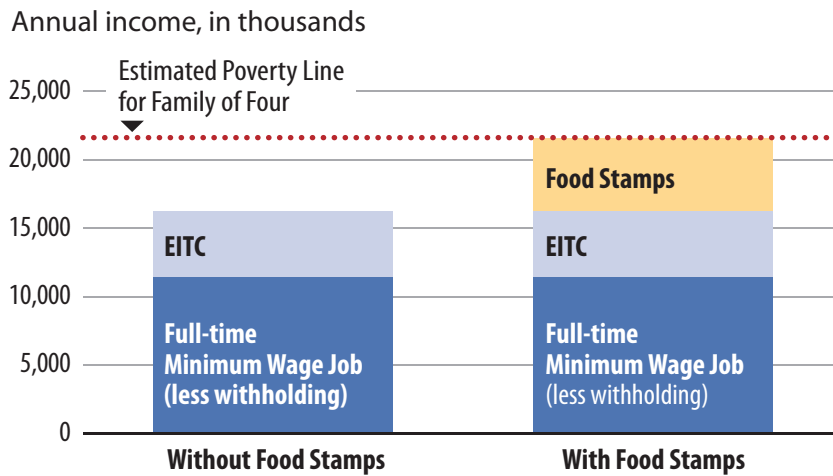 Annual income, in thousands
Estimated Poverty Line
for Family of Four
25,000
20,000
15,000
10,000
5,000
0
EITC
Full-time
Minimum Wage Job
(less withholding)
Without Food Stamps
Food Stamps
EITC
Full-time
Minimum Wage Job
(less withholding)
With Food Stamps